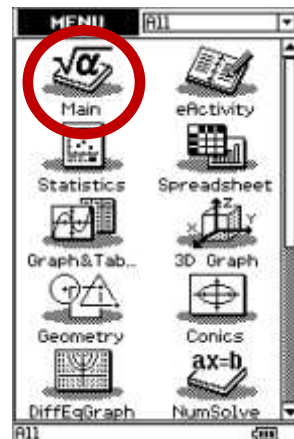 MENU All
√α
Main eActivity
Statistics Spreadsheet
Z
X Y
Graph&Tab.. 3D Graph
Geometry Conics
ax=b
DiffEqGraph NumSolve
All